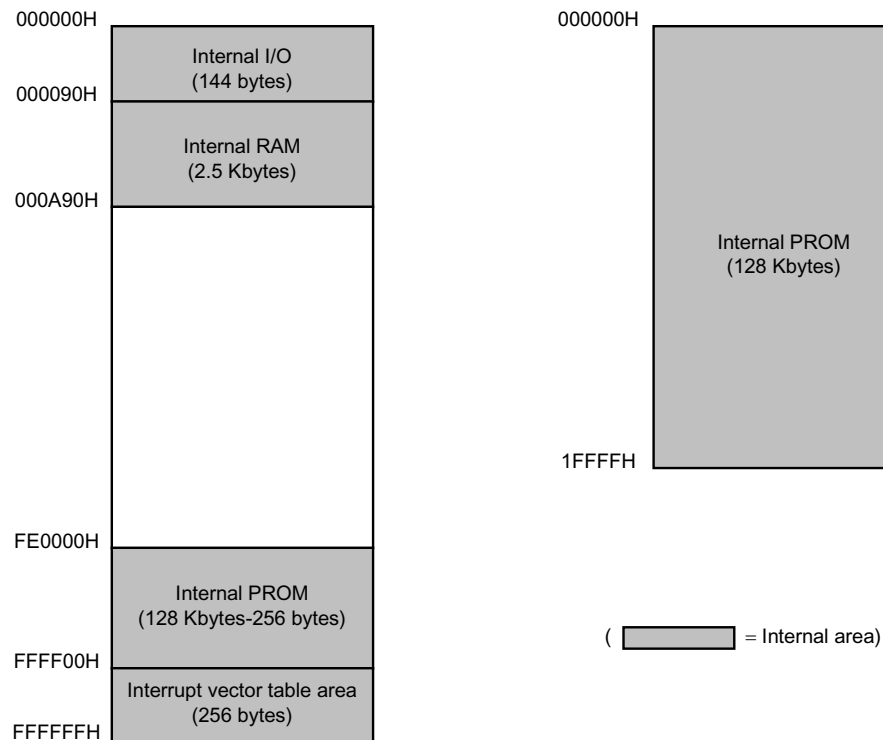 000000H
Internal I/O
(144 bytes)
000090H
Internal RAM
(2.5 Kbytes)
000A90H
FE0000H
Internal PROM
(128 Kbytes-256 bytes)
FFFF00H
Interrupt vector table area
(256 bytes)
FFFFFFH
000000H
Internal PROM
(128 Kbytes)
1FFFFH
( = Internal area)